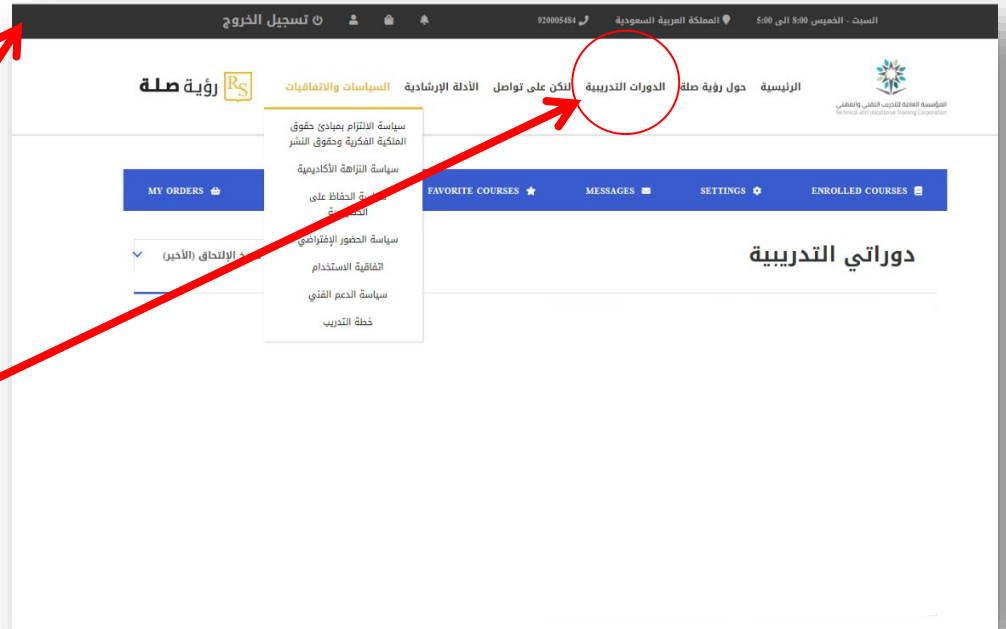 السبت - الخميس 8:00 الى 5:00
المملكة العربية السعودية
920005484
تسجيل الخروج
المؤسسة العامة للتدريب التقني والمهني
Technical and Vocational Training Corporation
الرئيسية
حول رؤية صلة
الدورات التدريبية
لنكن على تواصل
الأدلة الإرشادية
السياسات والاتفاقيات
RS
رؤية صلة
سياسة الالتزام بمبادئ حقوق
الملكية الفكرية وحقوق النشر
سياسة النزاهة الأكاديمية
الحفاظ على
سياسة الحضور الإفتراضي
اتفاقية الاستخدام
سياسة الدعم الفني
خطة التدريب
ENROLLED COURSES
SETTINGS
MESSAGES
FAVORITE COURSES
MY ORDERS
دوراتي التدريبية
الإلتحاق (الأخير)